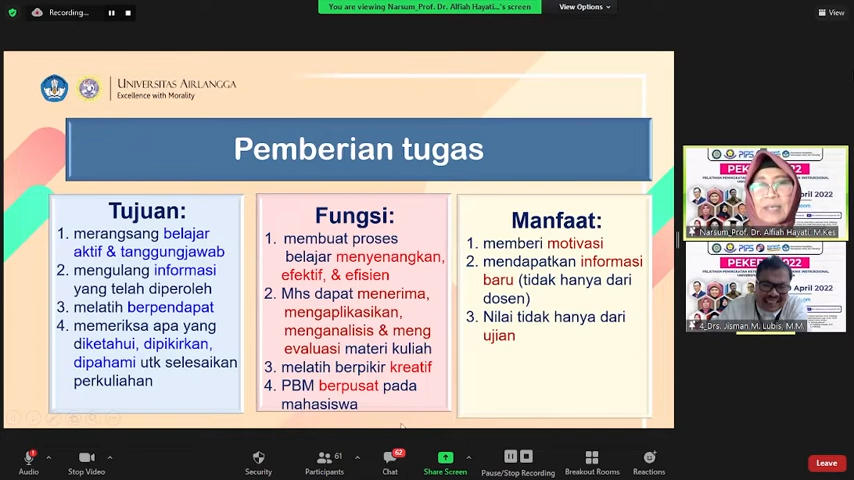 Recording...
You are viewing Narsum_Prof. Dr. Alfiah Hayati...'s screen
View Options
View
UNIVERSITAS AIRLANGGA
Excellence with Morality
Pemberian tugas
Tujuan:
1. merangsang belajar
aktif & tanggungjawab
2. mengulang informasi
yang telah diperoleh
3. melatih berpendapat
4. memeriksa apa yang
diketahui, dipikirkan,
dipahami utk selesaikan
perkuliahan
Fungsi:
1. membuat proses
belajar menyenangkan,
efektif, & efisien
2. Mhs dapat menerima,
mengaplikasikan,
menganalisis & meng
evaluasi materi kuliah
3. melatih berpikir kreatif
4. PBM berpusat pada
mahasiswa
Manfaat:
1. memberi motivasi
2. mendapatkan informasi
baru (tidak hanya dari
dosen)
3. Nilai tidak hanya dari
ujian
Narsum_Prof. Dr. Alfiah Hayati, M.Kes
4_Drs. Jisman M. Lubis, M.M.
61
62
Audio
Stop Video
Security
Participants
Chat
Share Screen
Pause/Stop Recording
Breakout Rooms
Reactions
Leave